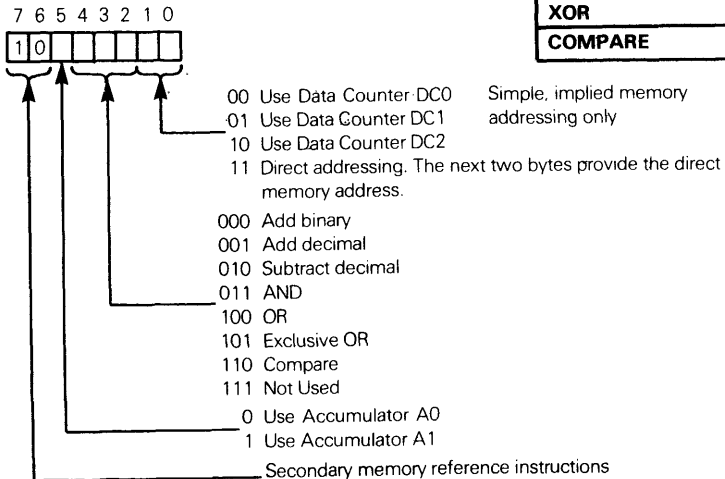 XOR
COMPARE
7 6 5 4 3 2 1 0
1 0
00 Use Data Counter DC0 Simple, implied memory
01 Use Data Counter DC1 addressing only
10 Use Data Counter DC2
11 Direct addressing. The next two bytes provide the direct
memory address.
000 Add binary
001 Add decimal
010 Subtract decimal
011 AND
100 OR
101 Exclusive OR
110 Compare
111 Not Used
0 Use Accumulator A0
1 Use Accumulator A1
Secondary memory reference instructions